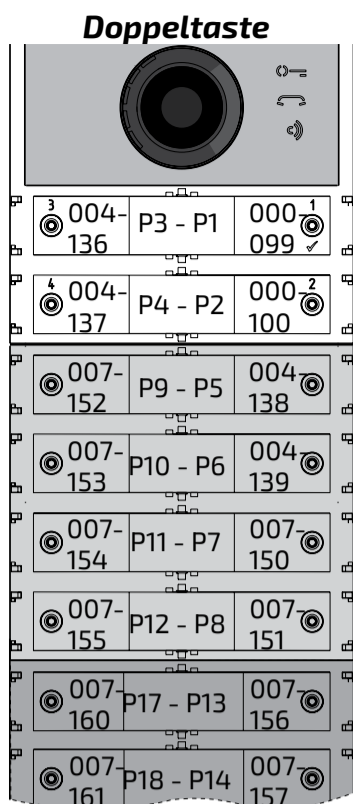 Doppeltaste
3 004- P3 - P1 000- 1
136 099 ✓
4 004- P4 - P2 000- 2
137 100
007- P9 - P5 004-
152 138
007- P10 - P6 004-
153 139
007- P11 - P7 007-
154 150
007- P12 - P8 007-
155 151
007- P17 - P13 007-
160 156
007- P18 - P14 007-
161 157